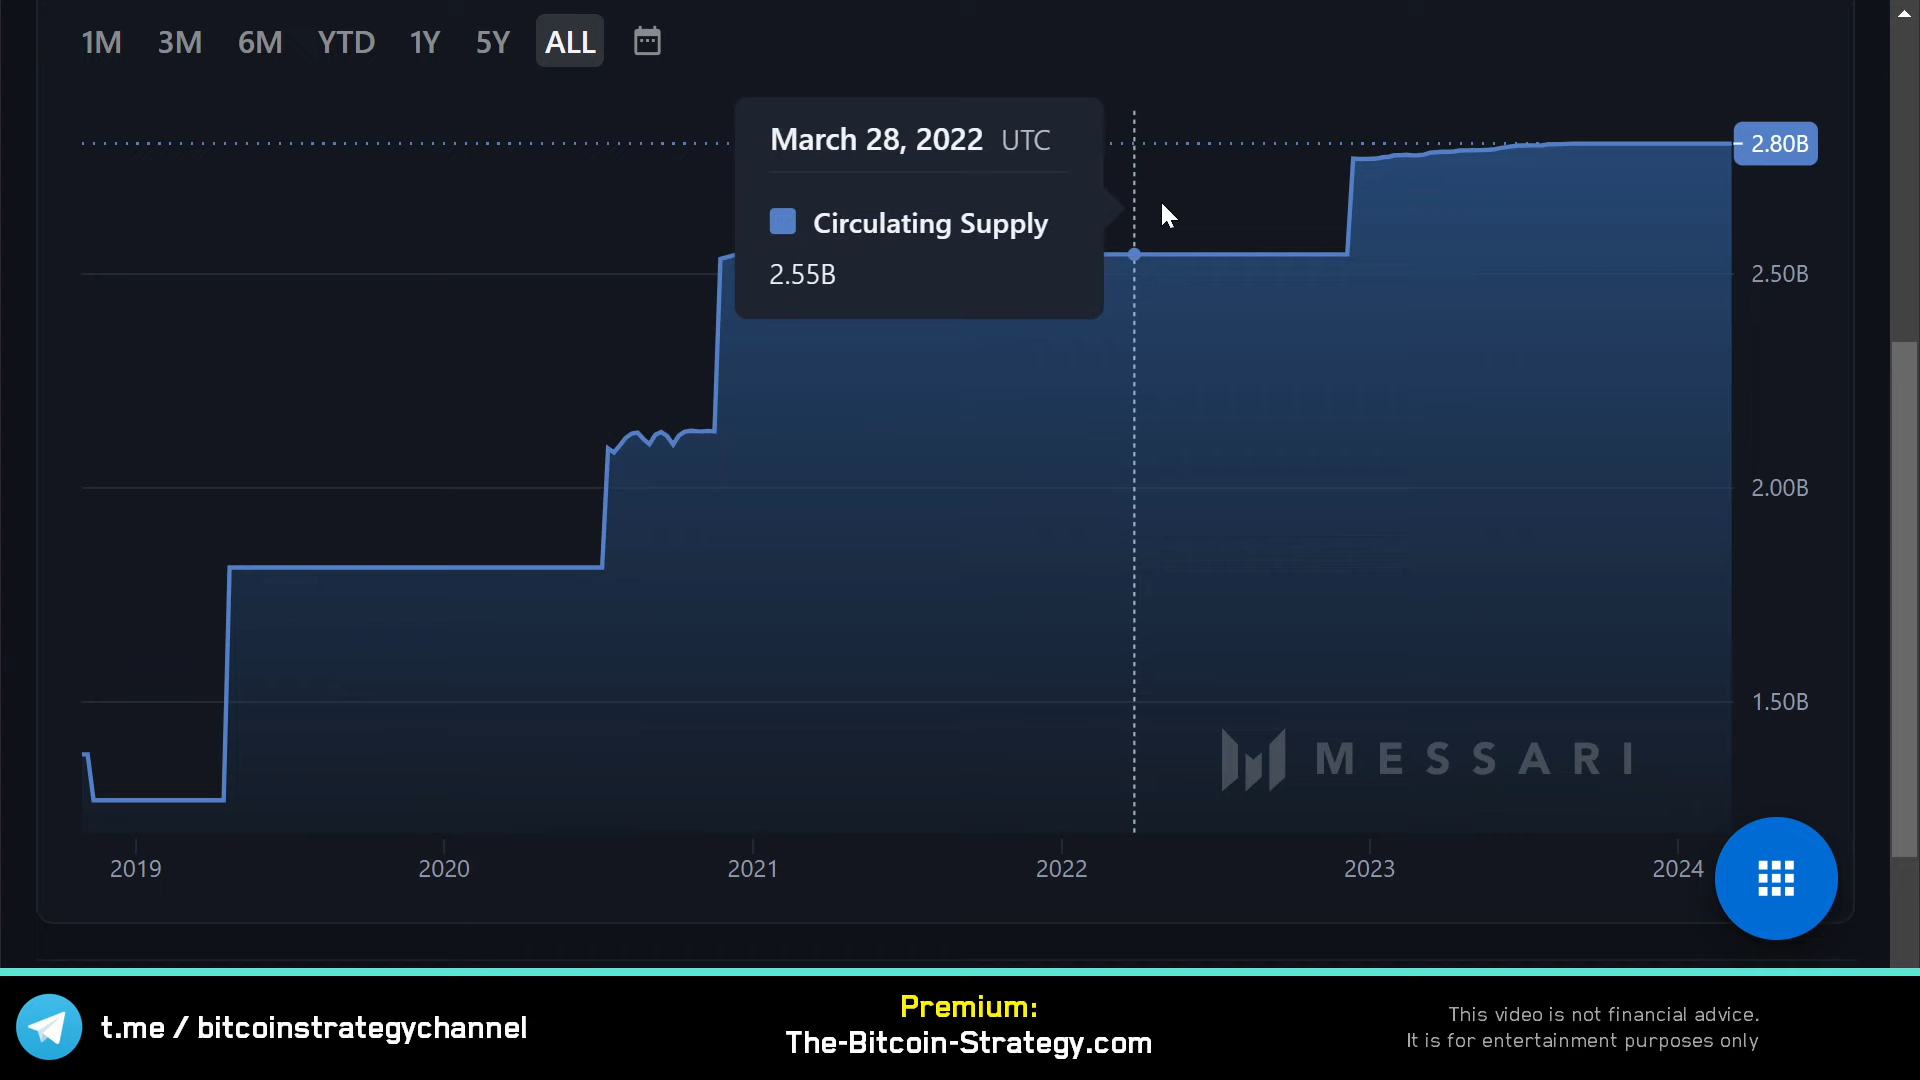 1M 3M 6M YTD 1Y 5Y ALL
March 28, 2022 UTC
Circulating Supply
2.55B
2.80B
2.50B
2.00B
1.50B
MESSARI
2019 2020 2021 2022 2023 2024
t.me / bitcoinstrategychannel
Premium:
The-Bitcoin-Strategy.com
This video is not financial advice.
It is for entertainment purposes only